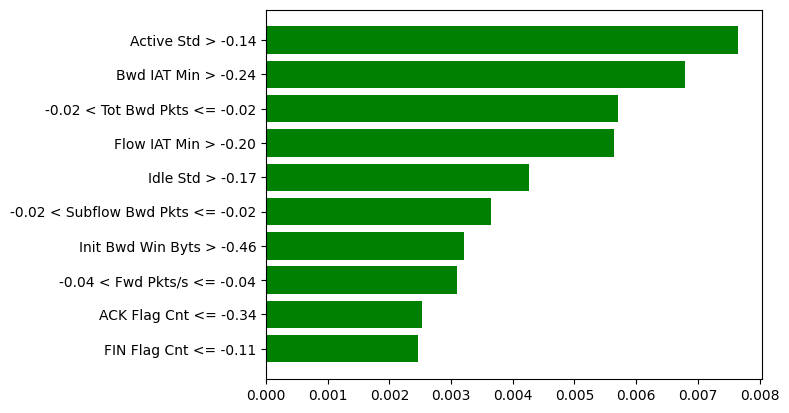 Active Std > -0.14
Bwd IAT Min > -0.24
-0.02 < Tot Bwd Pkts <= -0.02
Flow IAT Min > -0.20
Idle Std > -0.17
-0.02 < Subflow Bwd Pkts <= -0.02
Init Bwd Win Byts > -0.46
-0.04 < Fwd Pkts/s <= -0.04
ACK Flag Cnt <= -0.34
FIN Flag Cnt <= -0.11
0.000 0.001 0.002 0.003 0.004 0.005 0.006 0.007 0.008